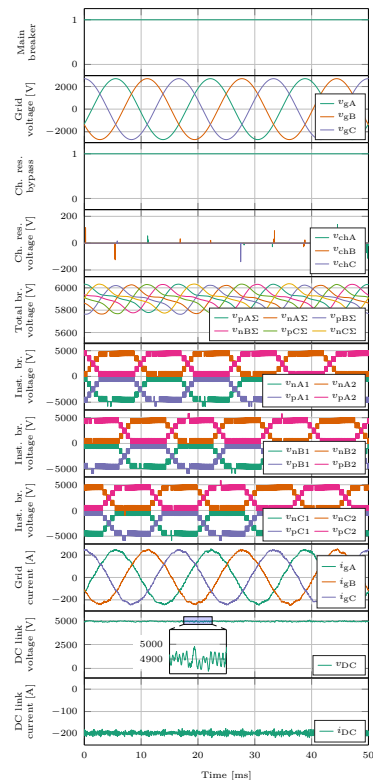 Main
breaker
1
0
Grid
voltage [V]
2000
0
−2000
vgA
vgB
vgC
Ch. res.
bypass
1
0
Ch. res.
voltage [V]
200
0
−200
vchA
vchB
vchC
Total br.
voltage [V]
6000
5800
5600
vpAΣ vnAΣ vpBΣ
vnBΣ vpCΣ vnCΣ
Inst. br.
voltage [V]
5000
0
−5000
vnA1 vnA2
vpA1 vpA2
Inst. br.
voltage [V]
5000
0
−5000
vnB1 vnB2
vpB1 vpB2
Inst. br.
voltage [V]
5000
0
−5000
vnC1 vnC2
vpC1 vpC2
Grid
current [A]
200
0
−200
igA
igB
igC
DC link
voltage [V]
5000
0
5000
4900
vDC
DC link
current [A]
0
−100
−200
iDC
0 10 20 30 40 50
Time [ms]